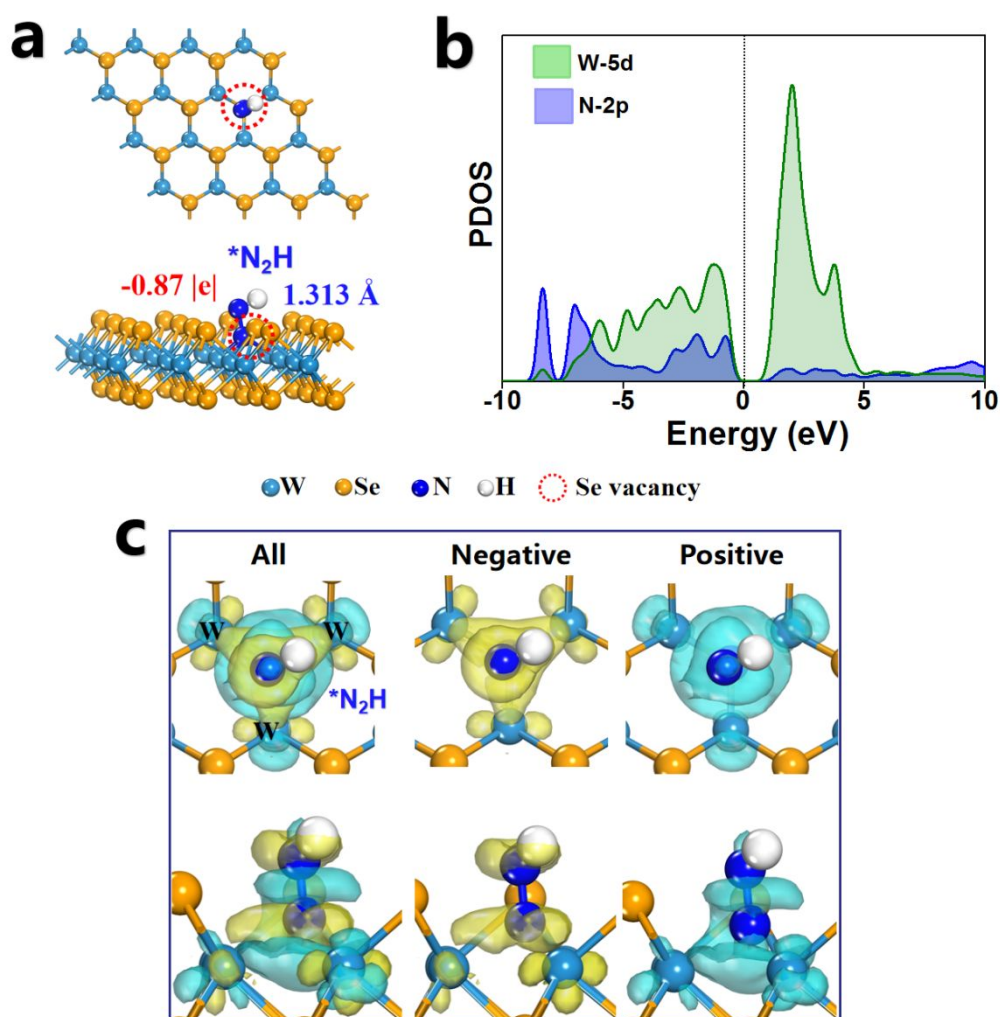 a
*N₂H
-0.87 |e|
1.313 Å
b
W-5d
N-2p
PDOS
-10 -5 0 5 10
Energy (eV)
W Se N H Se vacancy
c
All Negative Positive
W W
*N₂H
W